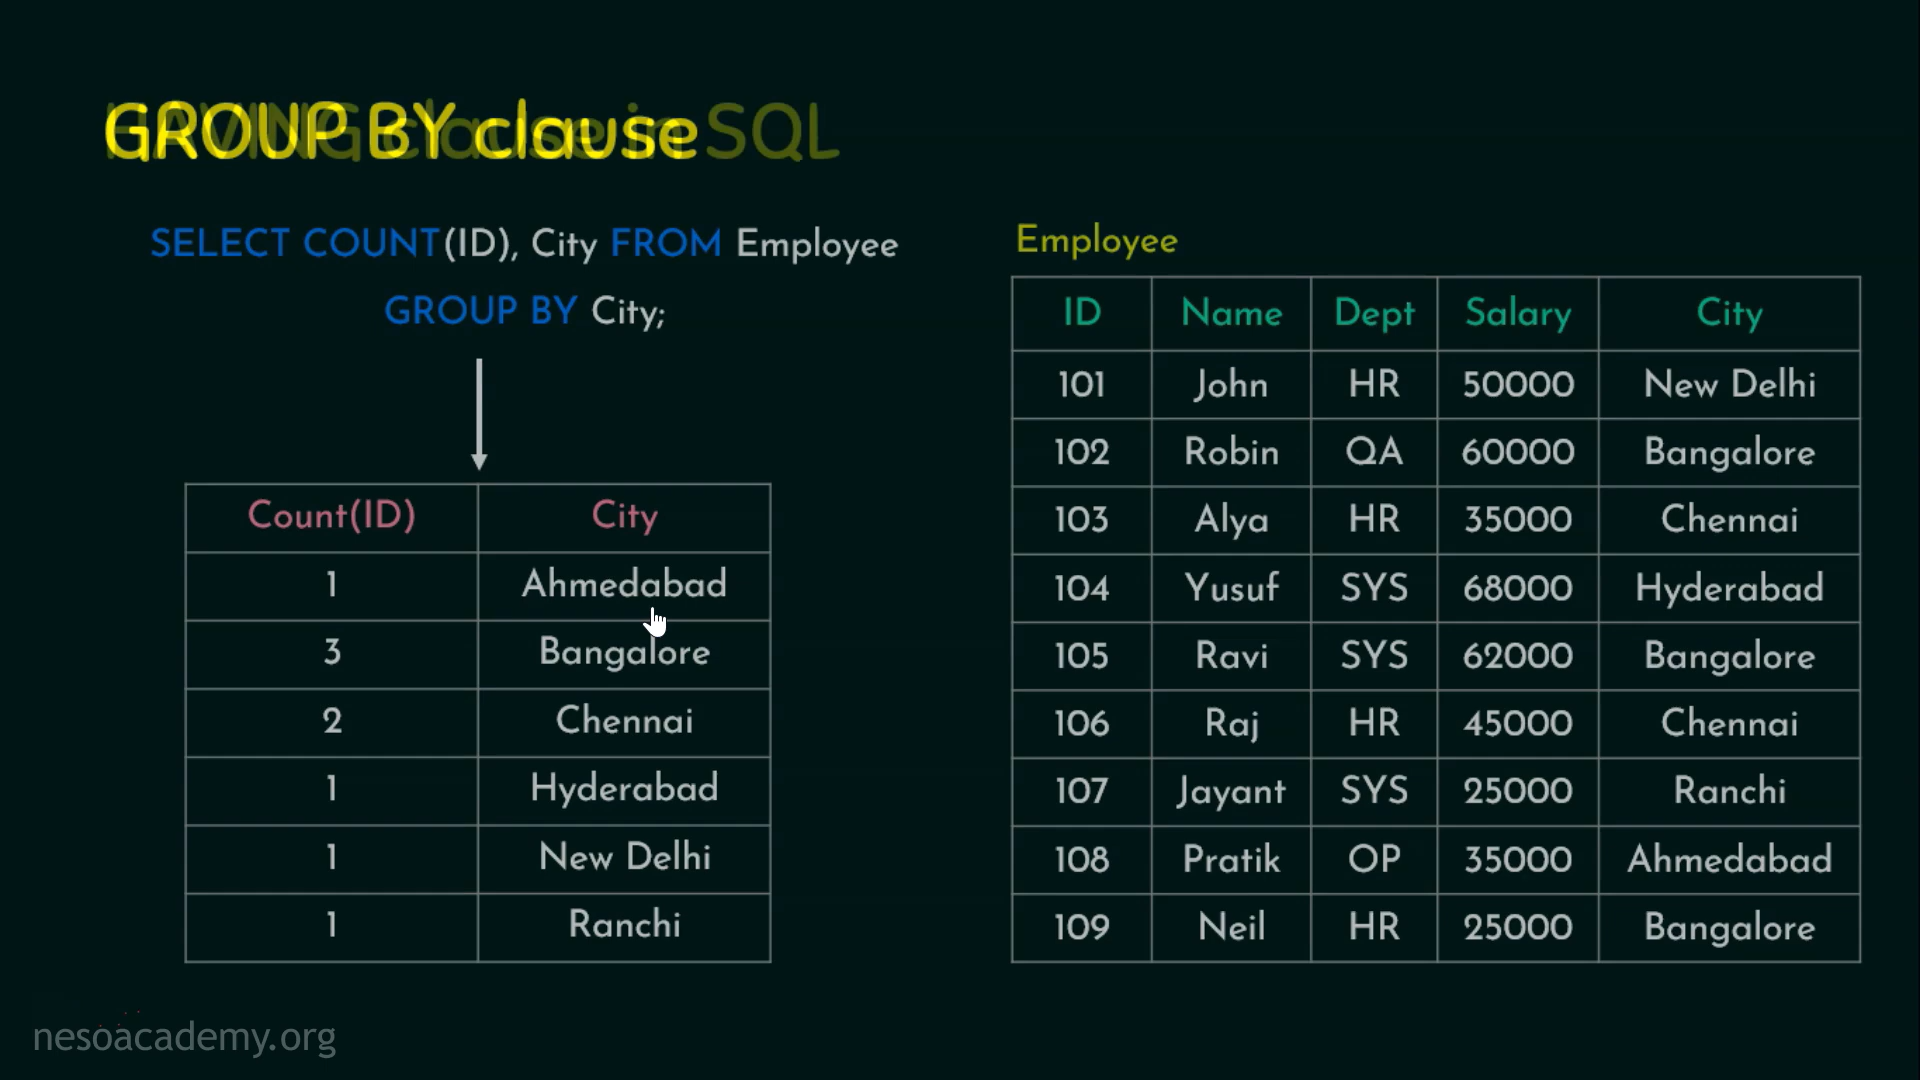 GROUP BY clause
HAVING clause in SQL
SELECT COUNT(ID), City FROM Employee
GROUP BY City;
Count(ID) City
1 Ahmedabad
3 Bangalore
2 Chennai
1 Hyderabad
1 New Delhi
1 Ranchi
Employee
ID Name Dept Salary City
101 John HR 50000 New Delhi
102 Robin QA 60000 Bangalore
103 Alya HR 35000 Chennai
104 Yusuf SYS 68000 Hyderabad
105 Ravi SYS 62000 Bangalore
106 Raj HR 45000 Chennai
107 Jayant SYS 25000 Ranchi
108 Pratik OP 35000 Ahmedabad
109 Neil HR 25000 Bangalore
nesoacademy.org